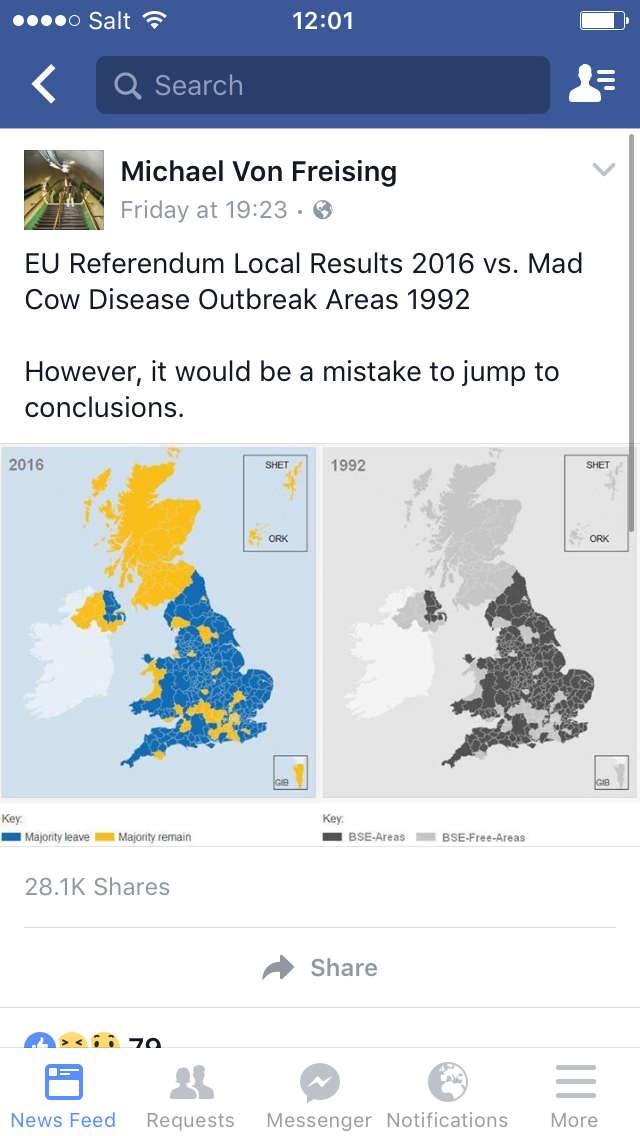 Salt 12:01
Search
Michael Von Freising
Friday at 19:23 ·
EU Referendum Local Results 2016 vs. Mad
Cow Disease Outbreak Areas 1992
However, it would be a mistake to jump to
conclusions.
2016
SHET
ORK
GIB
Key:
Majority leave Majority remain
1992
SHET
ORK
GIB
Key:
BSE-Areas BSE-Free-Areas
28.1K Shares
Share
79
News Feed Requests Messenger Notifications More